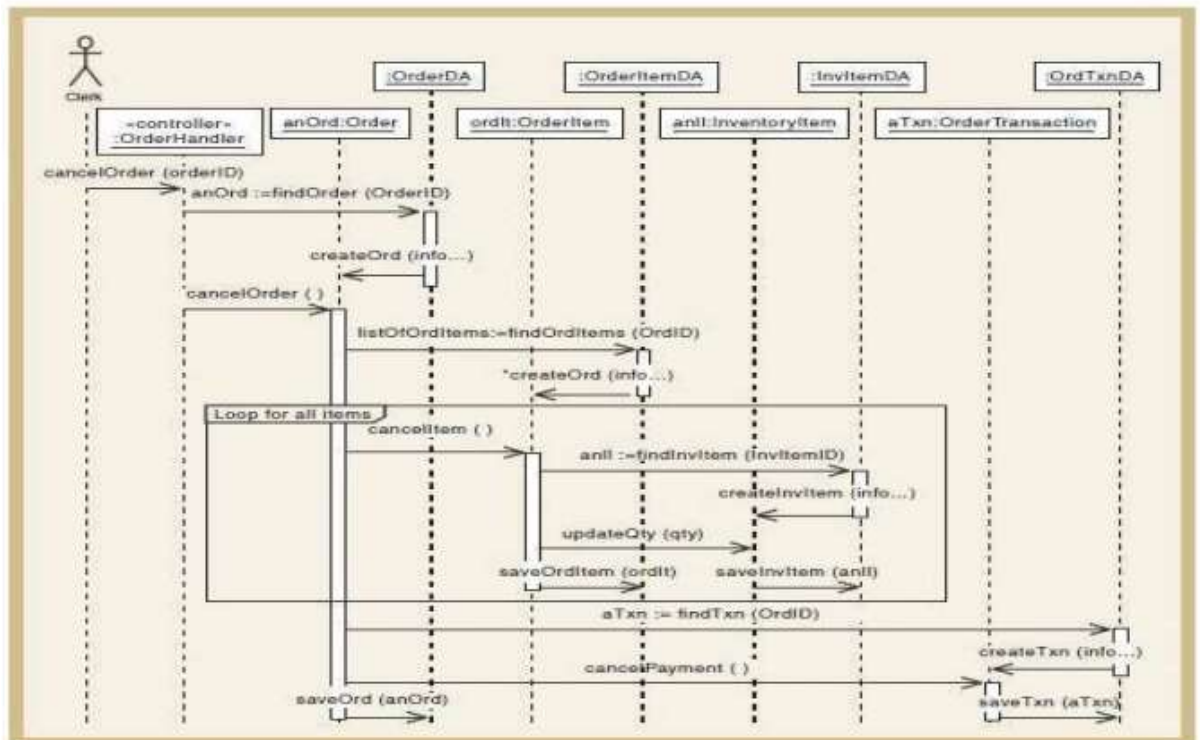 :OrderDA
:OrderItemDA
:InvItemDA
:OrdTxnDA
Clerk
«controller»
:OrderHandler
anOrd:Order
ordIt:OrderItem
anII:InventoryItem
aTxn:OrderTransaction
cancelOrder (orderID)
anOrd :=findOrder (OrderID)
createOrd (info...)
cancelOrder ( )
listOfOrdItems:=findOrdItems (OrdID)
*createOrd (info...)
Loop for all items
cancelItem ( )
anII :=findInvItem (InvItemID)
createInvItem (info...)
updateQty (qty)
saveOrdItem (ordIt)
saveInvItem (anII)
aTxn := findTxn (OrdID)
createTxn (info...)
cancelPayment ( )
saveOrd (anOrd)
saveTxn (aTxn)